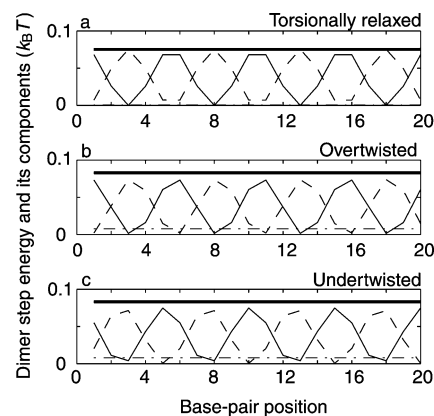 Dimer step energy and its components (kBT)
a Torsionally relaxed
0.1
0
0 4 8 12 16 20
b Overtwisted
0.1
0
0 4 8 12 16 20
c Undertwisted
0.1
0
0 4 8 12 16 20
Base-pair position